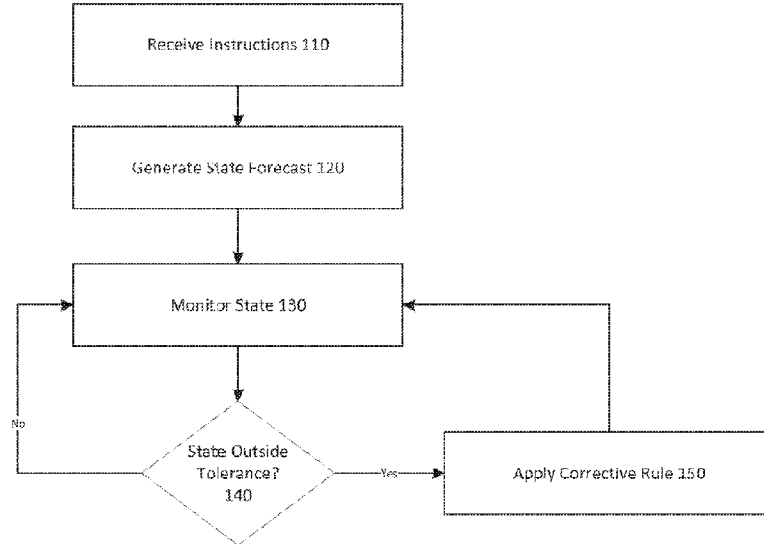 Receive Instructions 110
Generate State Forecast 120
Monitor State 130
No
State Outside
Tolerance?
140
Yes
Apply Corrective Rule 150